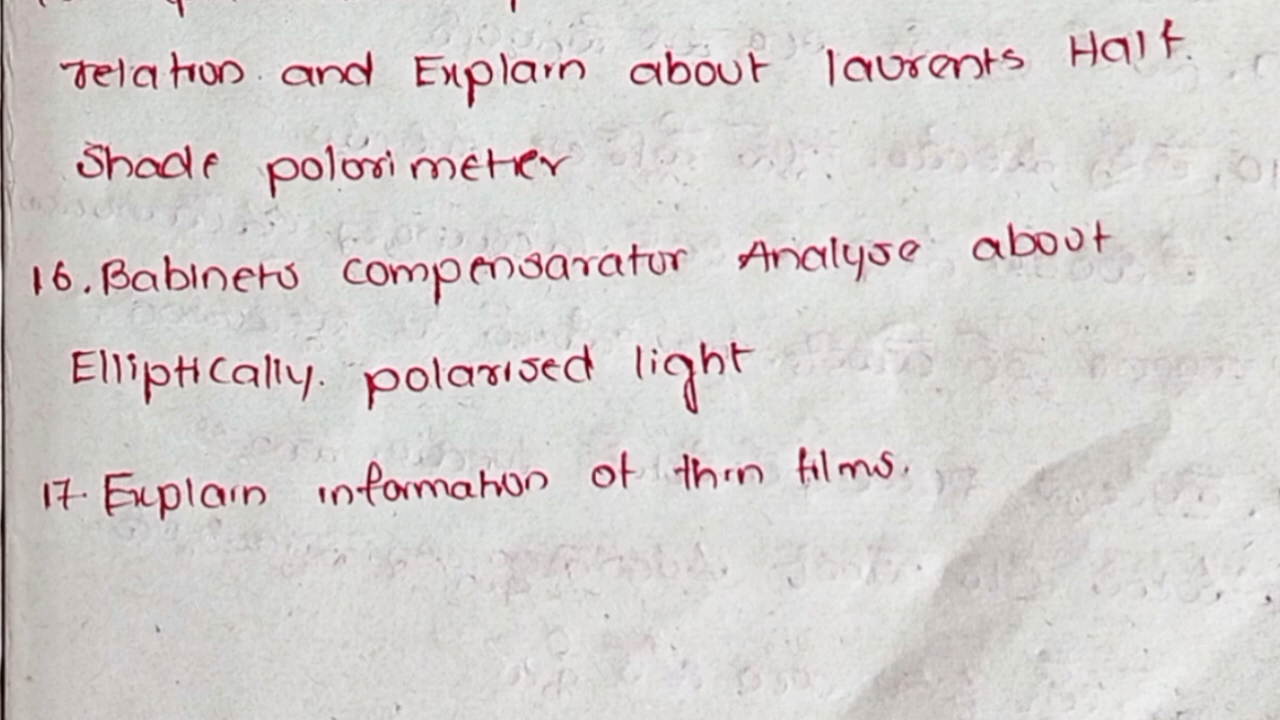 relation and Explain about laurents Half
Shade polorimeter
16. Babinets compensarator Analyse about
Elliptically. polarised light
17. Explain information of thin films.